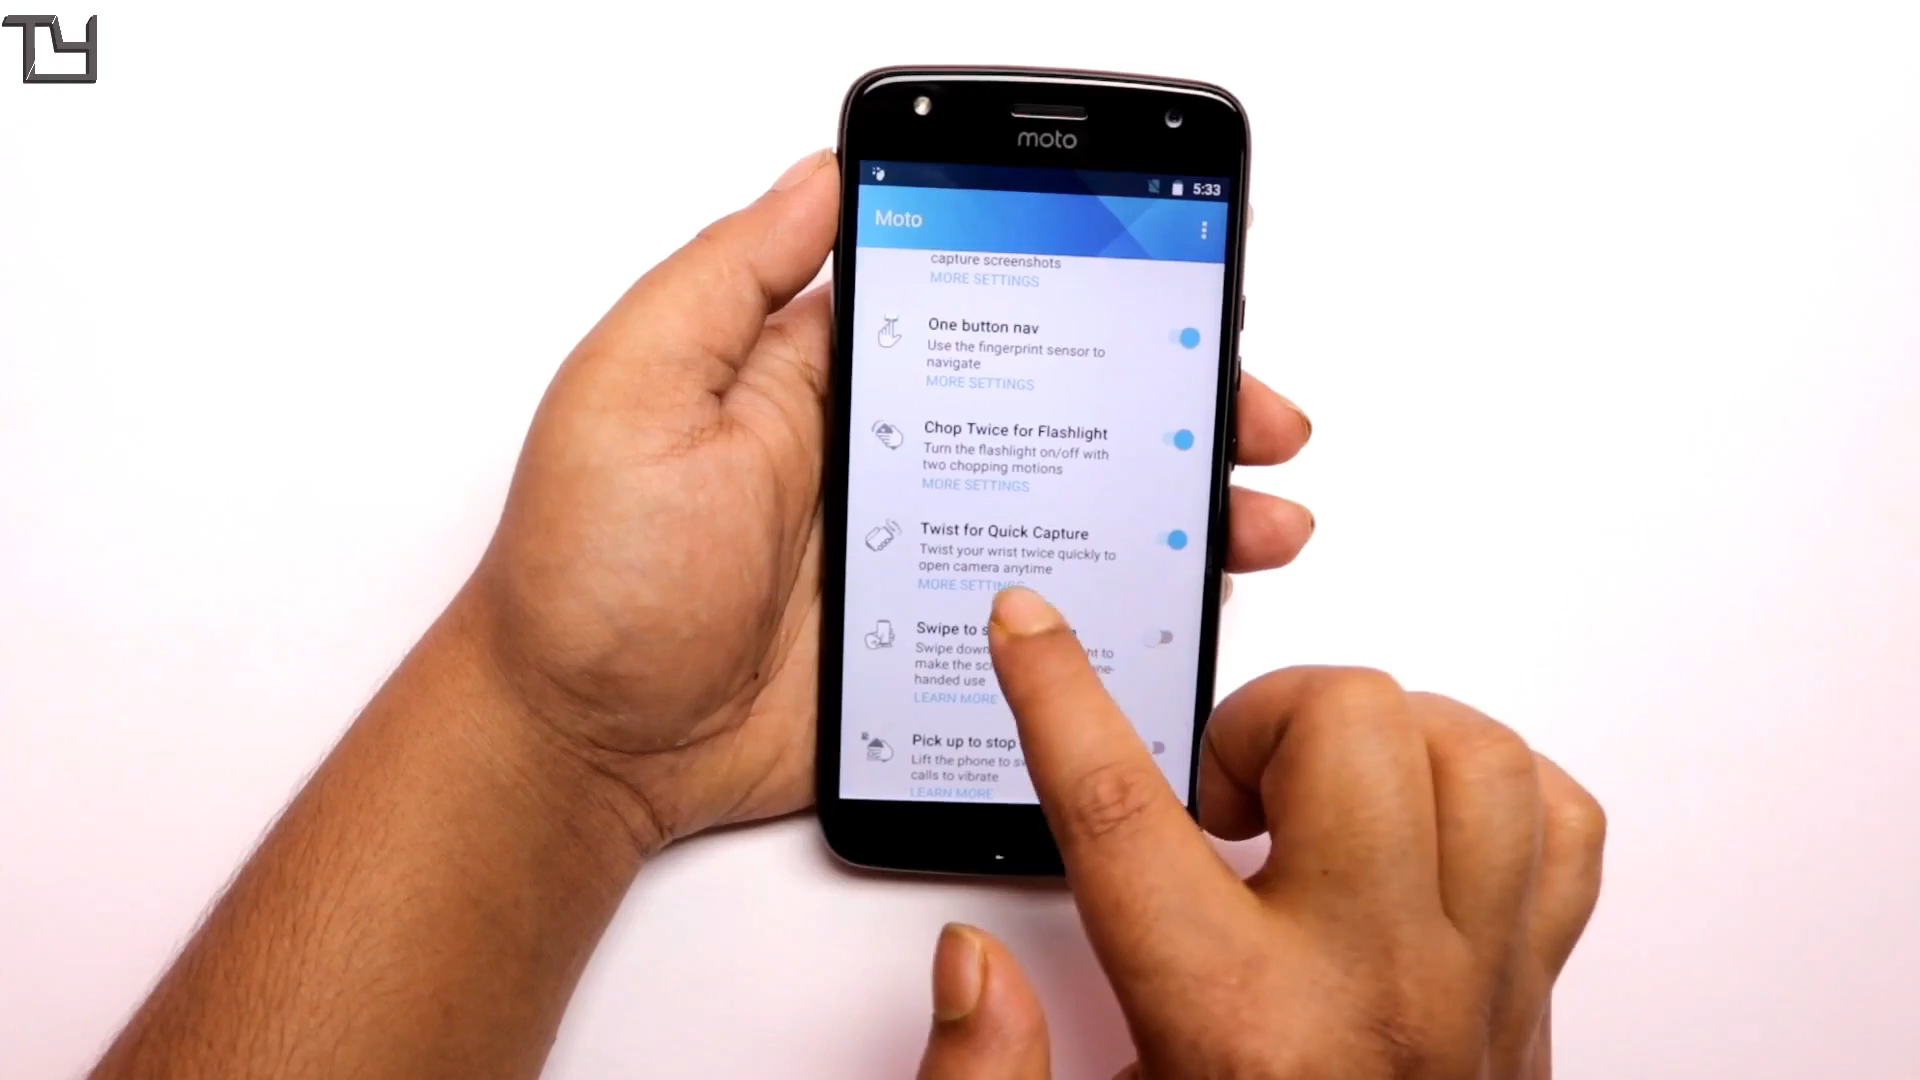 TY
moto
5:33
Moto
capture screenshots
MORE SETTINGS
One button nav
Use the fingerprint sensor to
navigate
MORE SETTINGS
Chop Twice for Flashlight
Turn the flashlight on/off with
two chopping motions
MORE SETTINGS
Twist for Quick Capture
Twist your wrist twice quickly to
open camera anytime
MORE SETTINGS
Swipe to
Swipe down to
make the
handed use
LEARN MORE
Pick up to stop
Lift the phone to
calls to vibrate
LEARN MORE